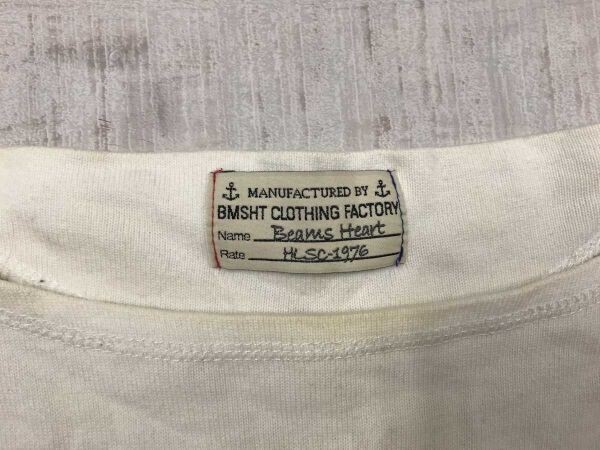 MANUFACTURED BY
BMSHT CLOTHING FACTORY
Name Beams Heart
Rate HLSC-1976